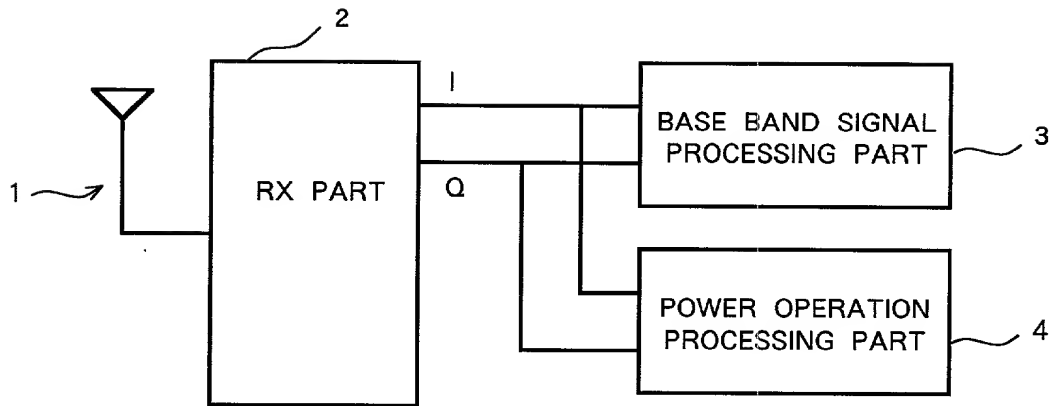 2
I
BASE BAND SIGNAL
PROCESSING PART
3
1
RX PART
Q
POWER OPERATION
PROCESSING PART
4